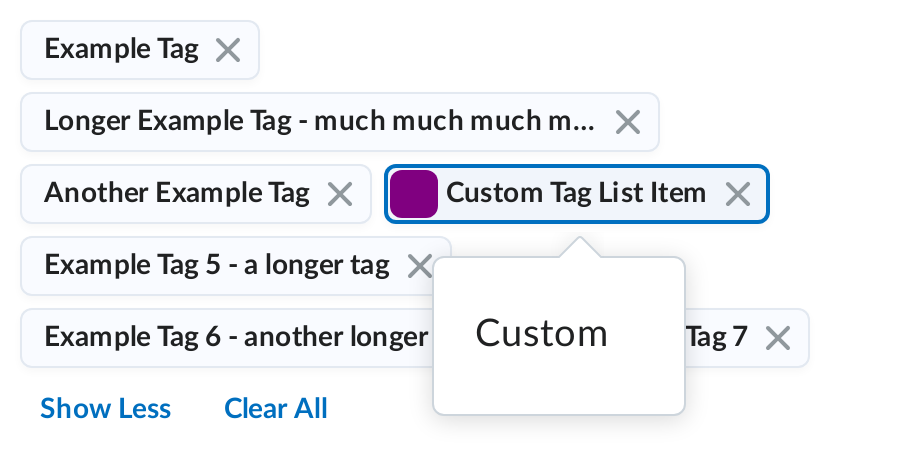 Example Tag
Longer Example Tag - much much much m...
Another Example Tag
Custom Tag List Item
Example Tag 5 - a longer tag
Custom
Example Tag 6 - another longer
Tag 7
Show Less
Clear All